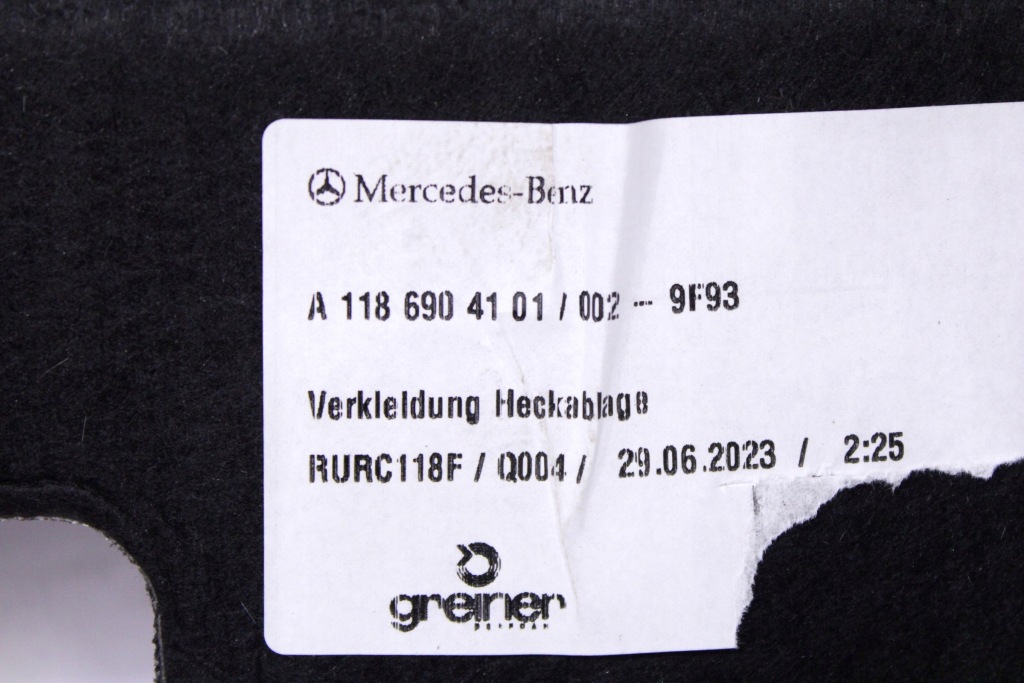 Mercedes-Benz
A 118 690 41 01 / 002 -- 9F93
Verkleidung Heckablage
RURC118F / Q004 / 29.06.2023 / 2:25
greiner